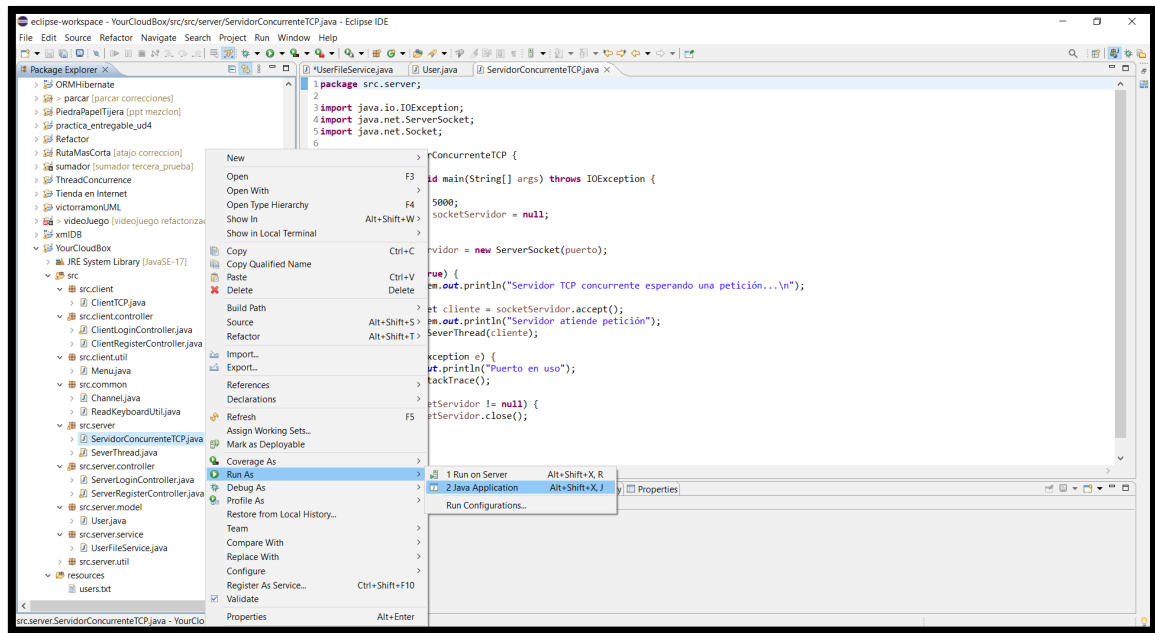 eclipse-workspace - YourCloudBox/src/src/server/ServidorConcurrenteTCP.java - Eclipse IDE
File Edit Source Refactor Navigate Search Project Run Window Help
Package Explorer
*UserFileService.java User.java ServidorConcurrenteTCP.java
ORMHibernate
> parcar [parcar correcciones]
PiedraPapelTijera [ppt mezclon]
practica_entregable_ud4
Refactor
RutaMasCorta [atajo correccion]
sumador [sumador tercera_prueba]
ThreadConcurrence
Tienda en Internet
victorramonUML
> videoJuego [videojuego refactoriza
xmlDB
YourCloudBox
JRE System Library [JavaSE-17]
src
src.client
ClientTCP.java
src.client.controller
ClientLoginController.java
ClientRegisterController.java
src.client.util
Menu.java
src.common
Channel.java
ReadKeyboardUtil.java
src.server
ServidorConcurrenteTCP.java
SeverThread.java
src.server.controller
ServerLoginController.java
ServerRegisterController.java
src.server.model
User.java
src.server.service
UserFileService.java
src.server.util
resources
users.txt
1 package src.server;
2
3 import java.io.IOException;
4 import java.net.ServerSocket;
5 import java.net.Socket;
6
rConcurrenteTCP {
id main(String[] args) throws IOException {
5000;
socketServidor = null;
rvidor = new ServerSocket(puerto);
rue) {
em.out.println("Servidor TCP concurrente esperando una petición...\n");
et cliente = socketServidor.accept();
em.out.println("Servidor atiende petición");
SeverThread(cliente);
xception e) {
ut.println("Puerto en uso");
tackTrace();
etServidor != null) {
etServidor.close();
New
Open F3
Open With
Open Type Hierarchy F4
Show In Alt+Shift+W
Show in Local Terminal
Copy Ctrl+C
Copy Qualified Name
Paste Ctrl+V
Delete Delete
Build Path
Source Alt+Shift+S
Refactor Alt+Shift+T
Import...
Export...
References
Declarations
Refresh F5
Assign Working Sets...
Mark as Deployable
Coverage As
Run As
Debug As
Profile As
Restore from Local History...
Team
Compare With
Replace With
Configure
Register As Service... Ctrl+Shift+F10
Validate
Properties Alt+Enter
1 Run on Server Alt+Shift+X, R
2 Java Application Alt+Shift+X, J
Run Configurations...
y Properties
src.server.ServidorConcurrenteTCP.java - YourClo